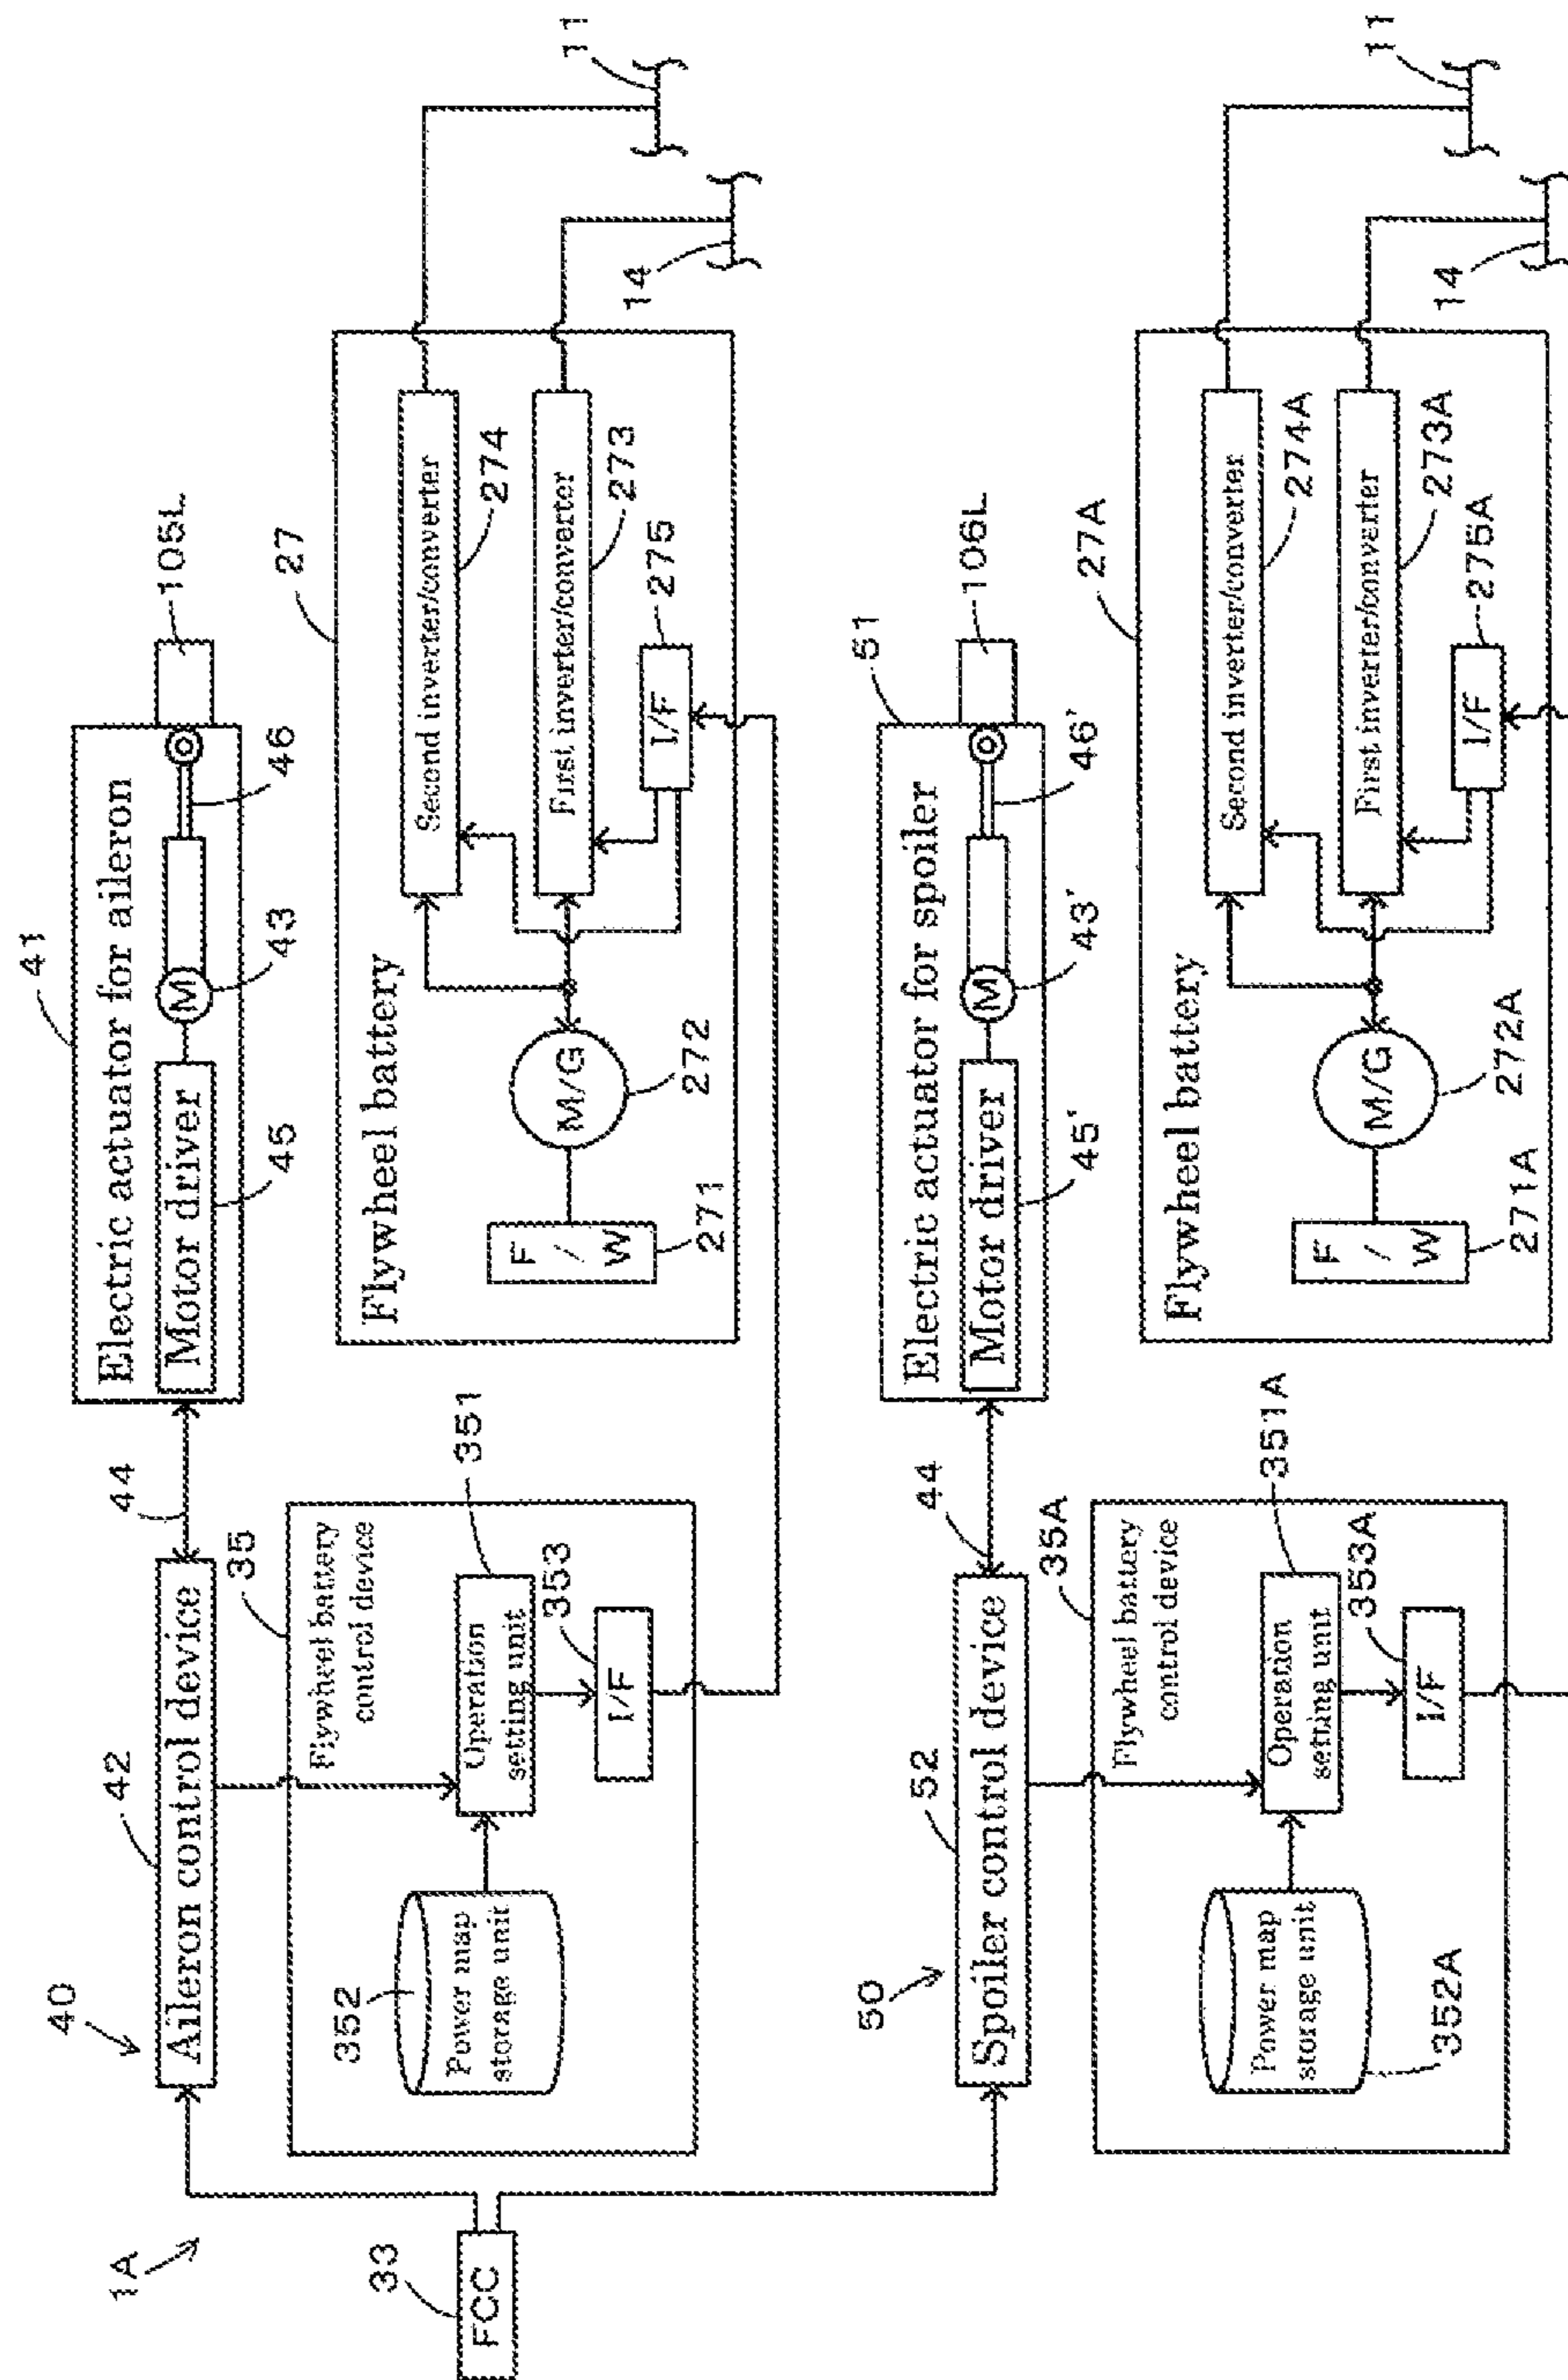 1A
33
FCC
40
42
Aileron control device
44
41
Electric actuator for aileron
Motor driver
45
M
43
46
105L
35
Flywheel battery
control device
352
Power map
storage unit
Operation
setting unit
351
353
I/F
27
Flywheel battery
F
/
W
271
M/G
272
Second inverter/converter
274
First inverter/converter
273
I/F
275
14
11
50
52
Spoiler control device
44
51
Electric actuator for spoiler
Motor driver
45'
M
43'
46'
106L
35A
Flywheel battery
control device
Power map
storage unit
352A
Operation
setting unit
351A
353A
I/F
27A
Flywheel battery
F
/
W
271A
M/G
272A
Second inverter/converter
274A
First inverter/converter
273A
I/F
275A
14
11